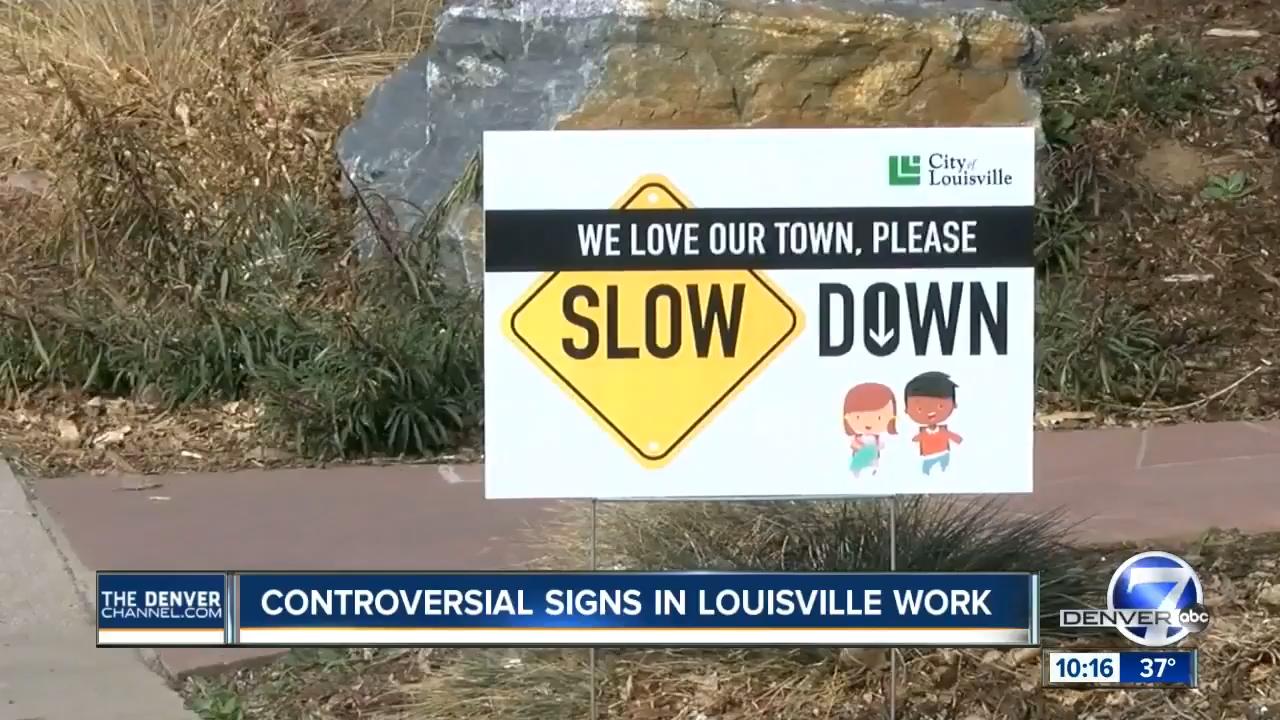 City of
Louisville
WE LOVE OUR TOWN, PLEASE
SLOW DOWN
THE DENVER
CHANNEL.COM
CONTROVERSIAL SIGNS IN LOUISVILLE WORK
7
DENVER abc
10:16 37°